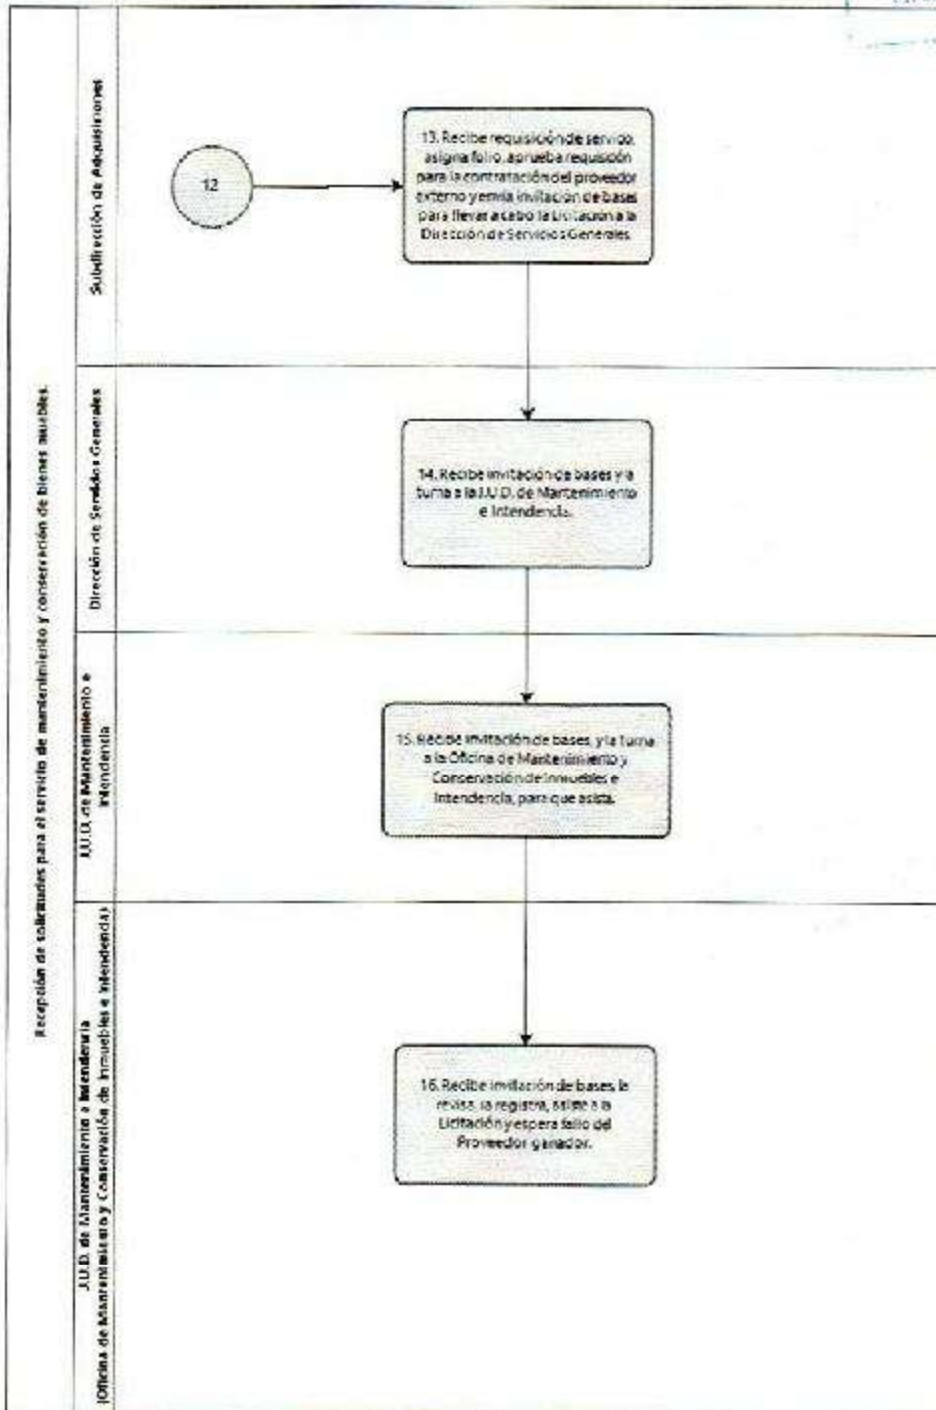 Recepción de solicitudes para el servicio de mantenimiento y conservación de bienes muebles.
Subdirección de Adquisiciones
12
13. Recibe requisición de servicio,
asigna folio, aprueba requisición
para la contratación del proveedor
externo y envía invitación de bases
para llevar a cabo la Licitación a la
Dirección de Servicios Generales.
Dirección de Servicios Generales
14. Recibe invitación de bases y la
turna a la J.U.D. de Mantenimiento
e Intendencia.
J.U.D. de Mantenimiento e
Intendencia
15. Recibe invitación de bases, y la turna
a la Oficina de Mantenimiento y
Conservación de Inmuebles e
Intendencia, para que asista.
J.U.D. de Mantenimiento e Intendencia
(Oficina de Mantenimiento y Conservación de Inmuebles e Intendencia)
16. Recibe invitación de bases, la
revisa, la registra, asiste a la
Licitación y espera fallo del
Proveedor ganador.